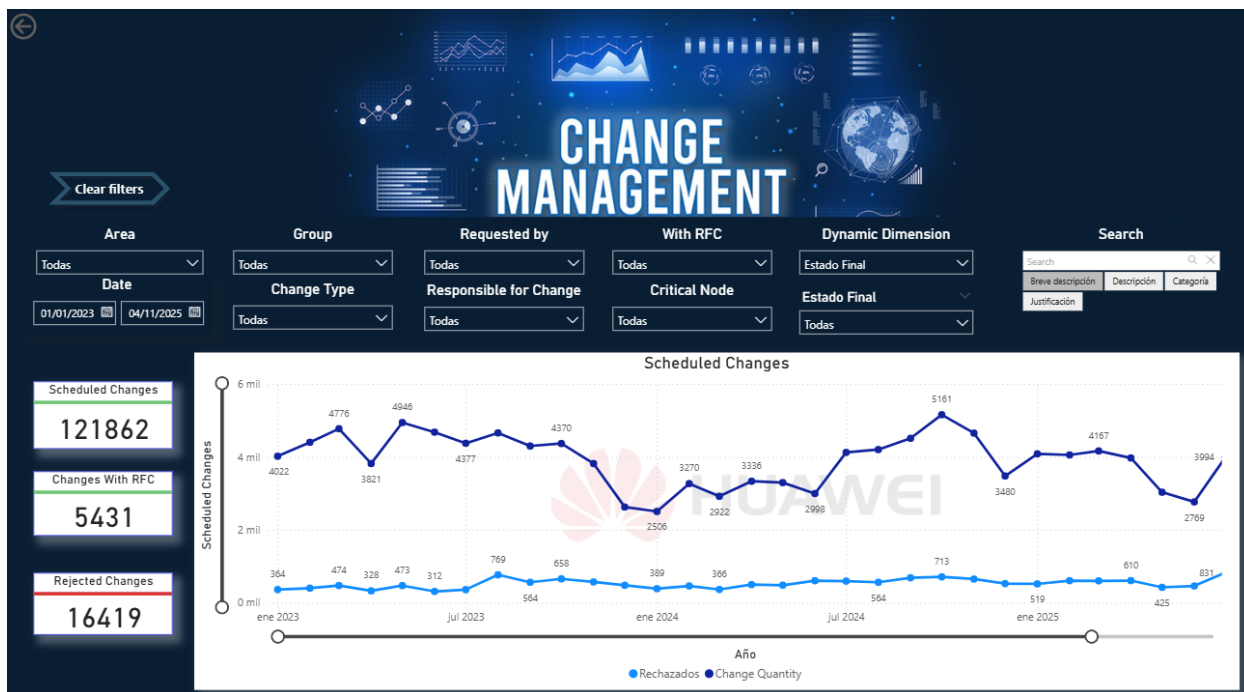 CHANGE
MANAGEMENT
Clear filters
Area
Group
Requested by
With RFC
Dynamic Dimension
Search
Todas
Todas
Todas
Todas
Estado Final
Search
Date
Change Type
Responsible for Change
Critical Node
Estado Final
Breve descripción
Descripción
Categoría
Justificación
01/01/2023
04/11/2025
Todas
Todas
Todas
Todas
Scheduled Changes
121862
Changes With RFC
5431
Rejected Changes
16419
Scheduled Changes
Scheduled Changes
6 mil
4 mil
2 mil
0 mil
4022
4776
3821
4946
4377
4370
2506
3270
2922
3336
2998
5161
3480
4167
2769
3994
HUAWEI
364
474
328
473
312
769
564
658
389
366
564
713
519
610
425
831
ene 2023
jul 2023
ene 2024
jul 2024
ene 2025
Año
Rechazados
Change Quantity